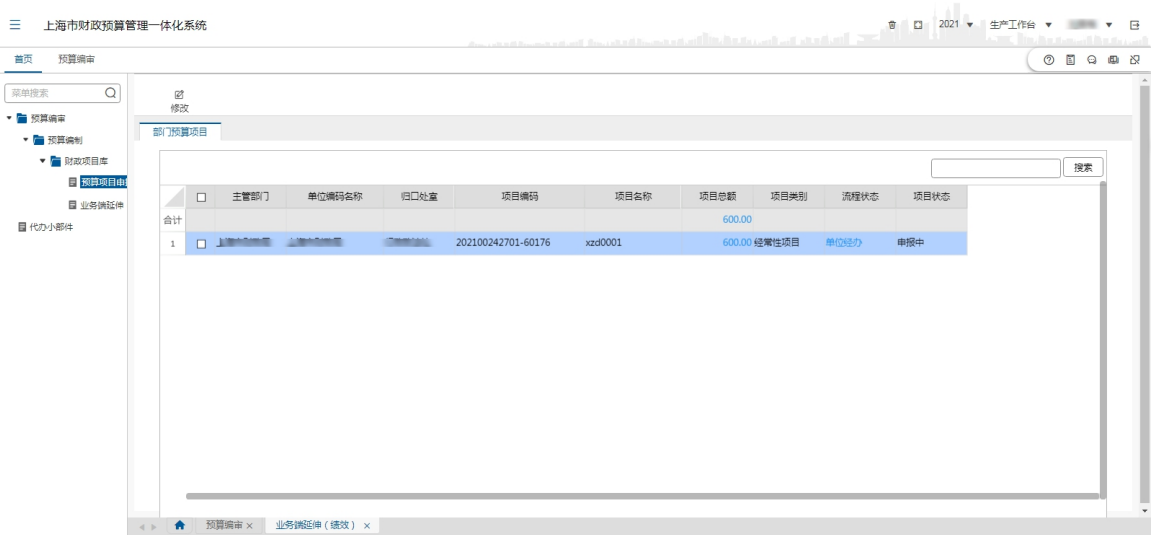 上海市财政预算管理一体化系统
2021
生产工作台
首页
预算编审
菜单搜索
预算编审
预算编制
财政项目库
预算项目申
业务端延伸
代办小部件
修改
部门预算项目
搜索
主管部门 单位编码名称 归口处室 项目编码 项目名称 项目总额 项目类别 流程状态 项目状态
合计 600.00
1 202100242701-60176 xzd0001 600.00 经常性项目 单位经办 申报中
预算编审 ×
业务端延伸（绩效） ×